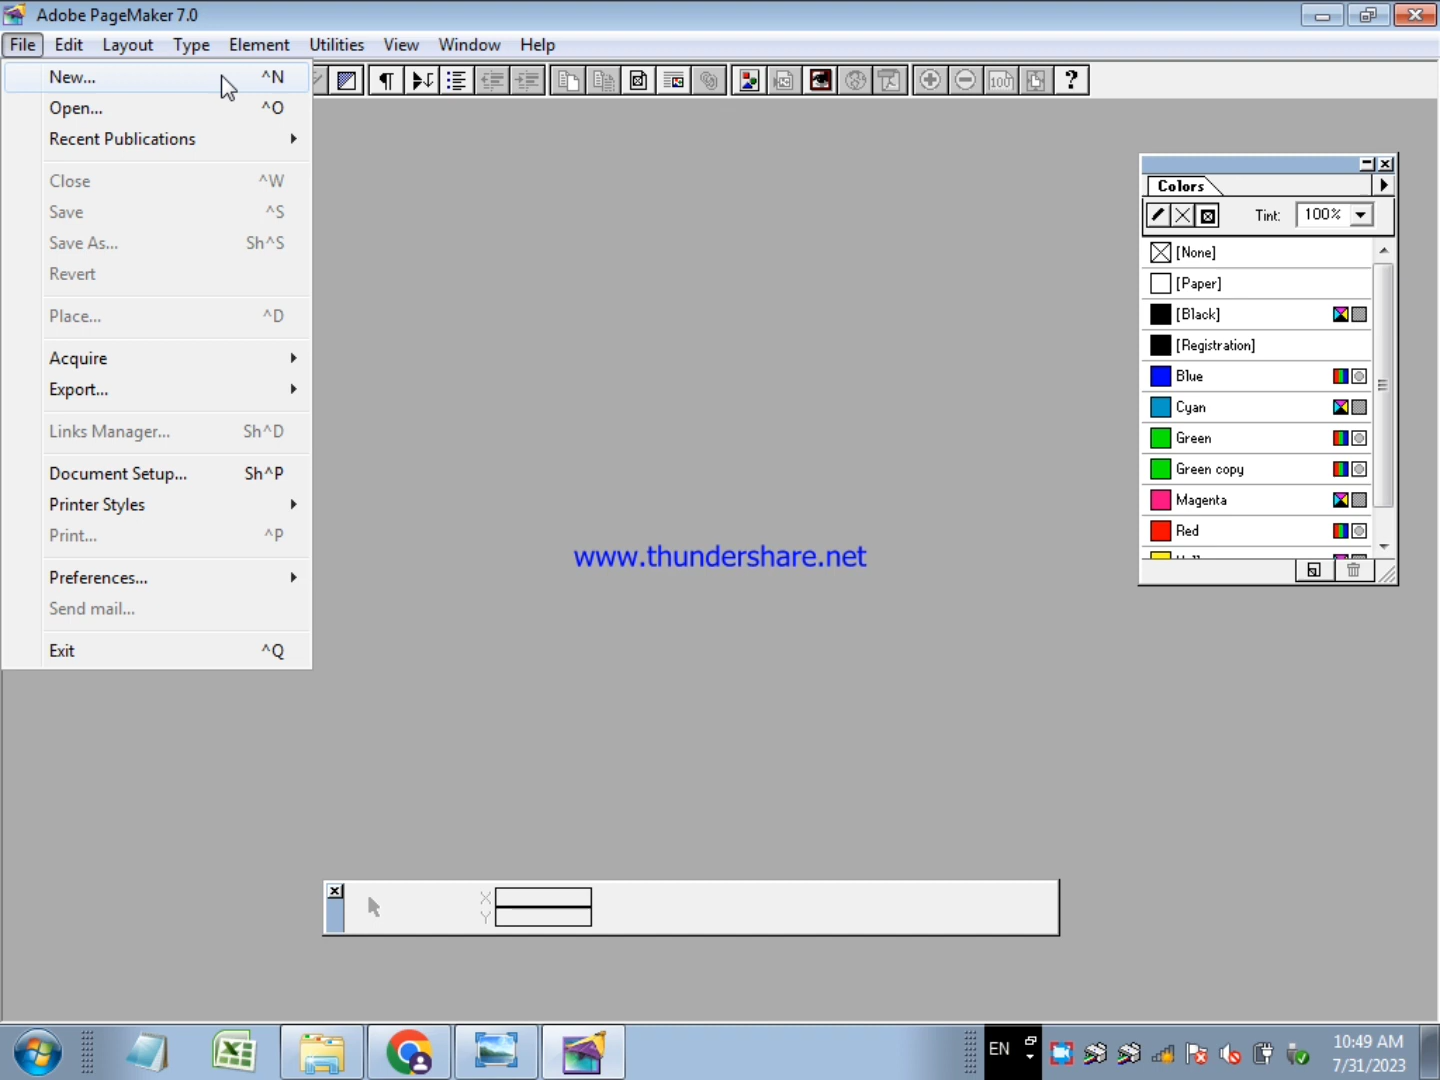 Adobe PageMaker 7.0
File Edit Layout Type Element Utilities View Window Help
New... ^N
Open... ^O
Recent Publications
Close ^W
Save ^S
Save As... Sh^S
Revert
Place... ^D
Acquire
Export...
Links Manager... Sh^D
Document Setup... Sh^P
Printer Styles
Print... ^P
Preferences...
Send mail...
Exit ^Q
Colors
Tint: 100%
[None]
[Paper]
[Black]
[Registration]
Blue
Cyan
Green
Green copy
Magenta
Red
www.thundershare.net
X
Y
EN
10:49 AM
7/31/2023